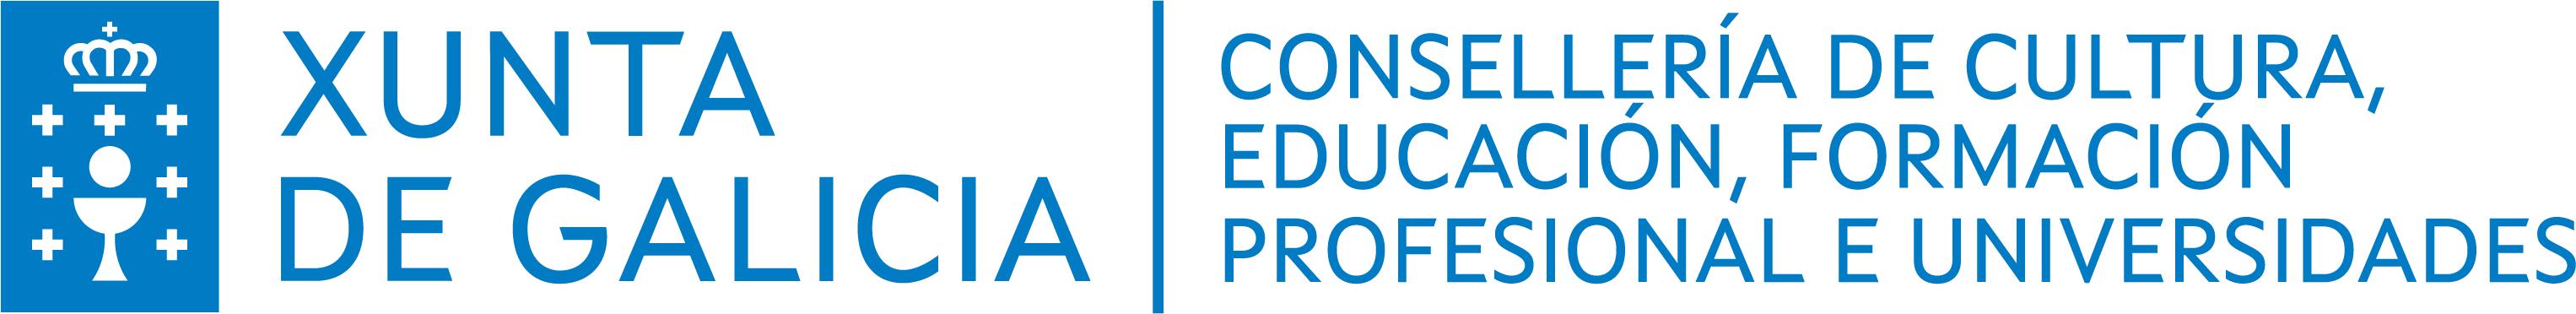 XUNTA
DE GALICIA
CONSELLERÍA DE CULTURA,
EDUCACIÓN, FORMACIÓN
PROFESIONAL E UNIVERSIDADES